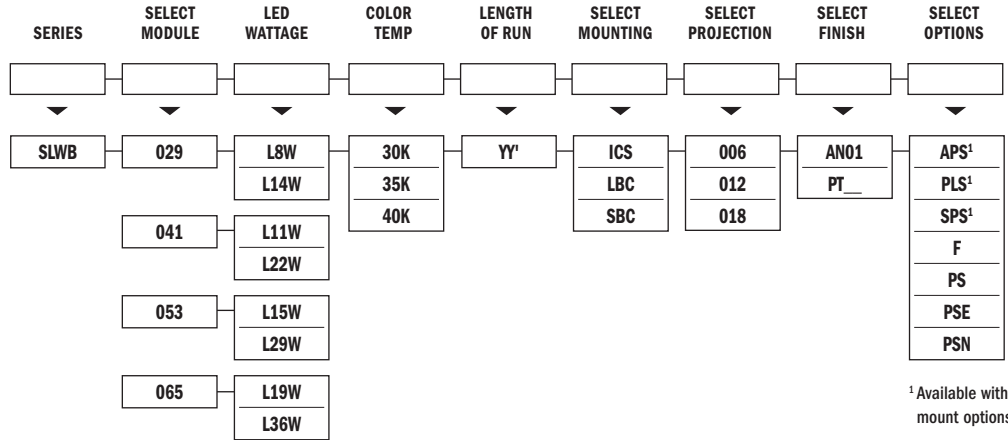 SERIES
SELECT
MODULE
LED
WATTAGE
COLOR
TEMP
LENGTH
OF RUN
SELECT
MOUNTING
SELECT
PROJECTION
SELECT
FINISH
SELECT
OPTIONS
SLWB
029
L8W
L14W
30K
35K
40K
YY'
ICS
LBC
SBC
006
012
018
AN01
PT__
APS¹
PLS¹
SPS¹
F
PS
PSE
PSN
041
L11W
L22W
053
L15W
L29W
065
L19W
L36W
¹ Available with
mount options